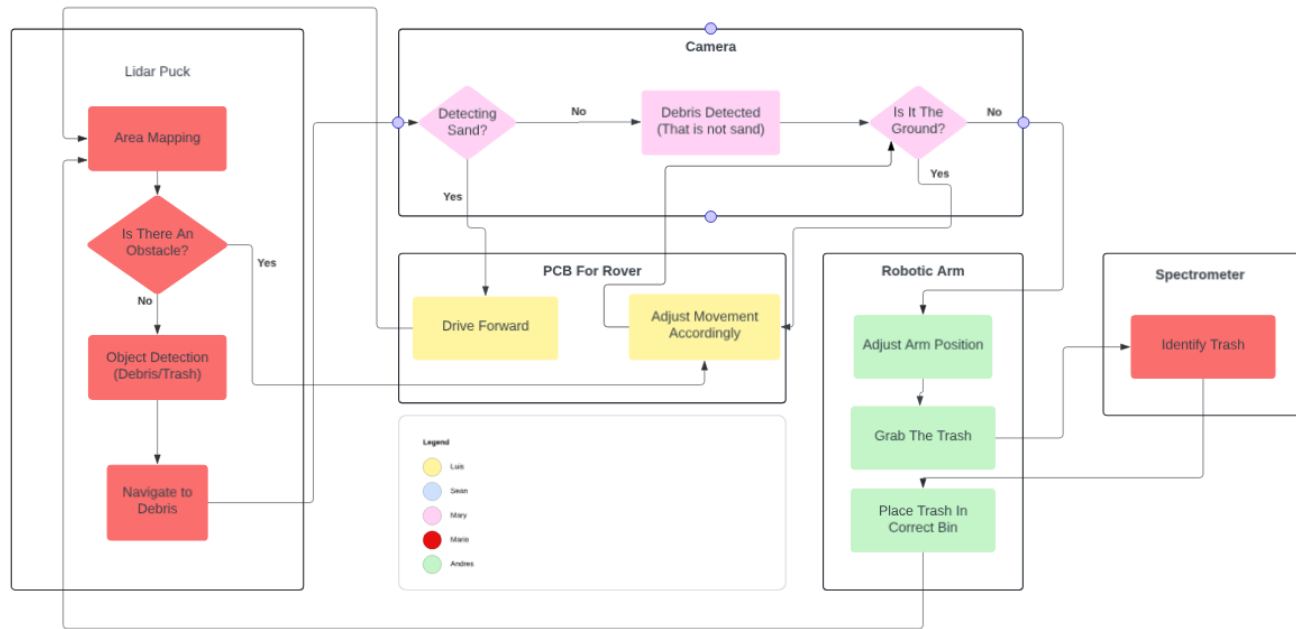 Lidar Puck
Area Mapping
Is There An
Obstacle?
Yes
No
Object Detection
(Debris/Trash)
Navigate to
Debris
Camera
Detecting
Sand?
No
Yes
Debris Detected
(That is not sand)
Is It The
Ground?
No
Yes
PCB For Rover
Drive Forward
Adjust Movement
Accordingly
Robotic Arm
Adjust Arm Position
Grab The Trash
Place Trash In
Correct Bin
Spectrometer
Identify Trash
Legend
Luis
Sean
Mary
Mario
Andres